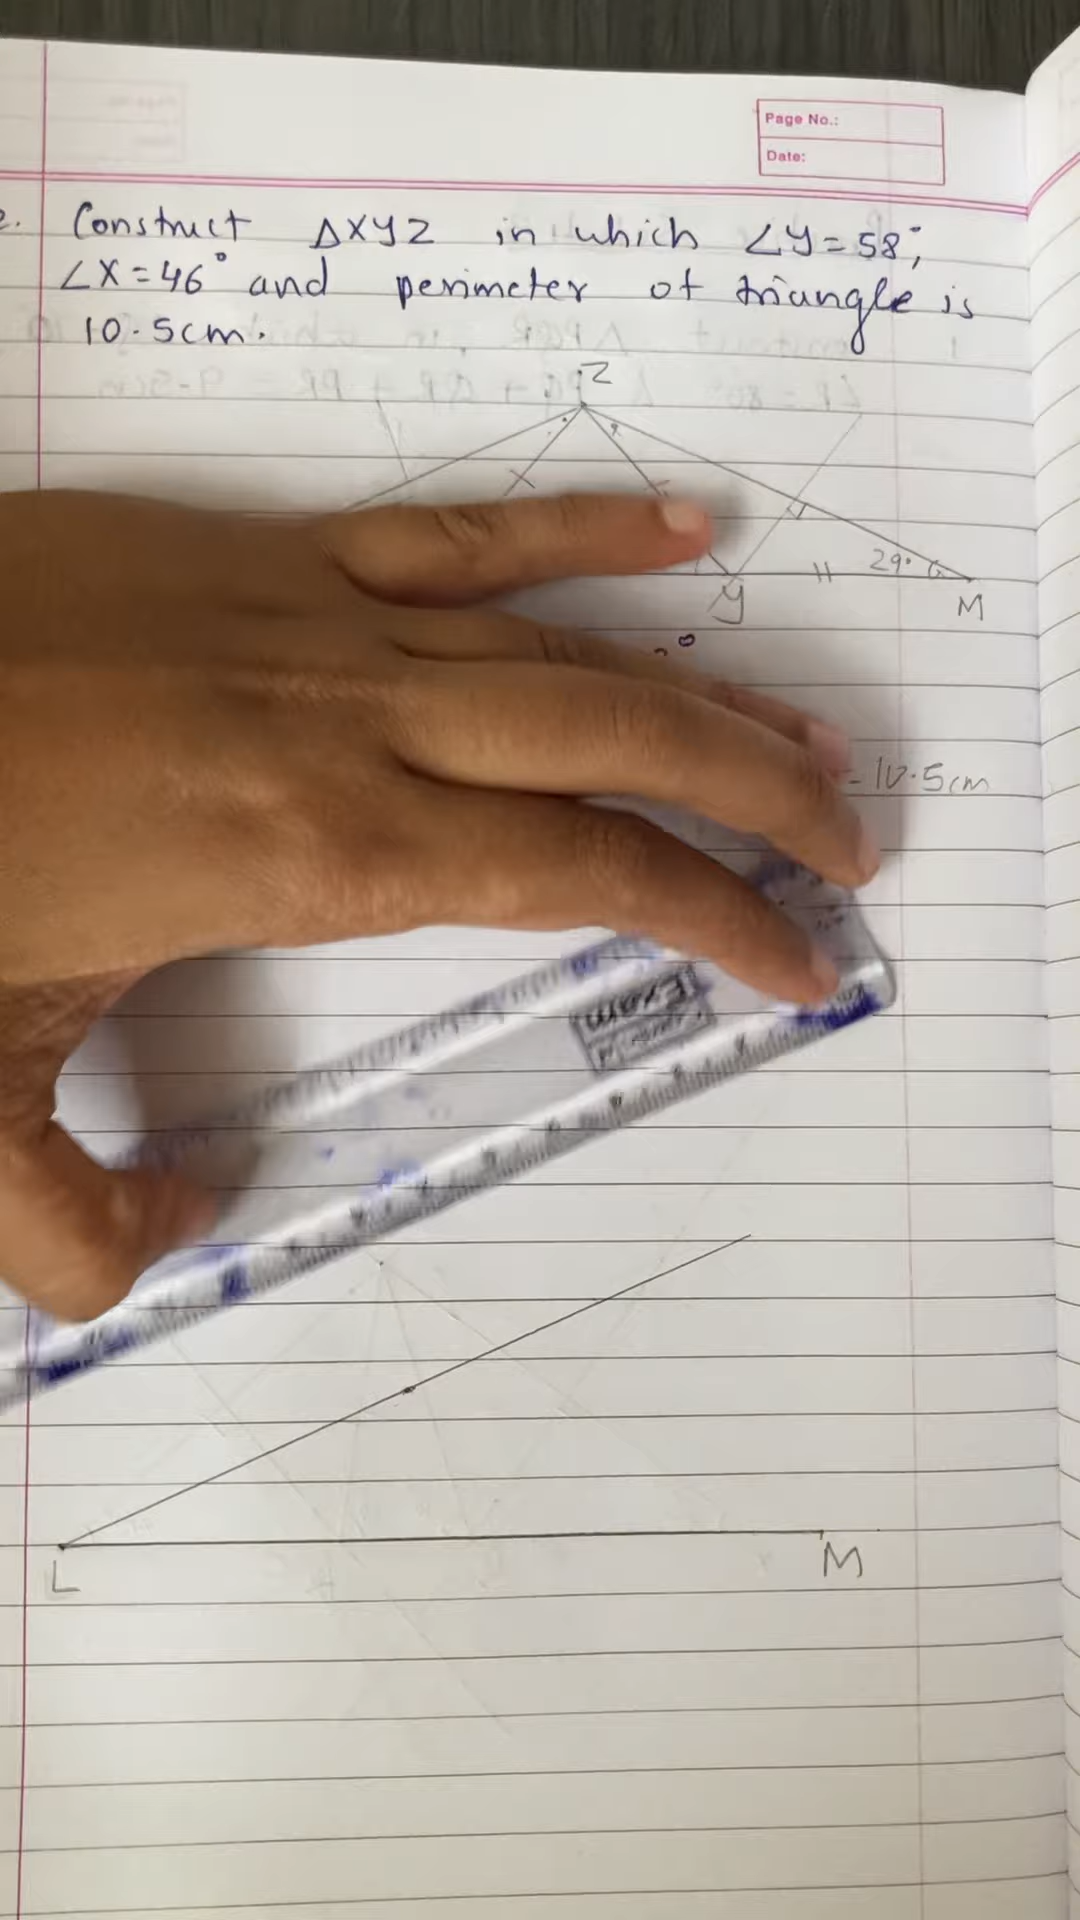 Page No.:
Date:
2. Construct ΔXYZ in which ∠Y=58°,
∠X=46° and perimeter of triangle is
10.5cm.
Z
29°
Y
M
=10.5cm
Exam
L
M